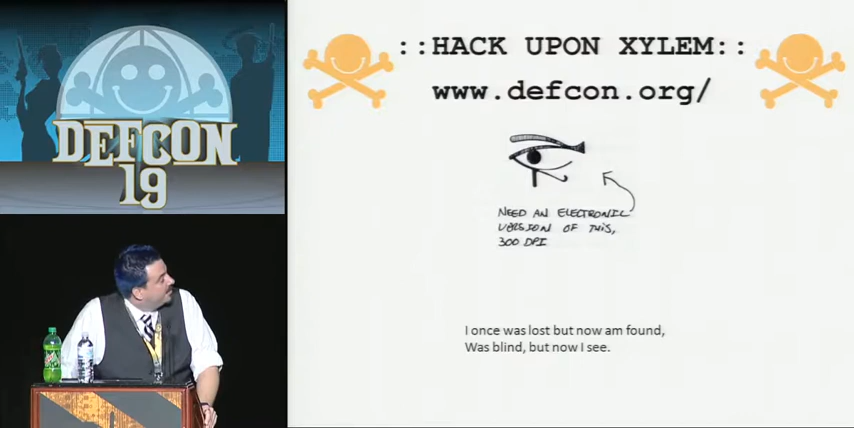 DEFCON
19
::HACK UPON XYLEM::
www.defcon.org/
NEED AN ELECTRONIC
VERSION OF THIS,
300 DPI
I once was lost but now am found,
Was blind, but now I see.